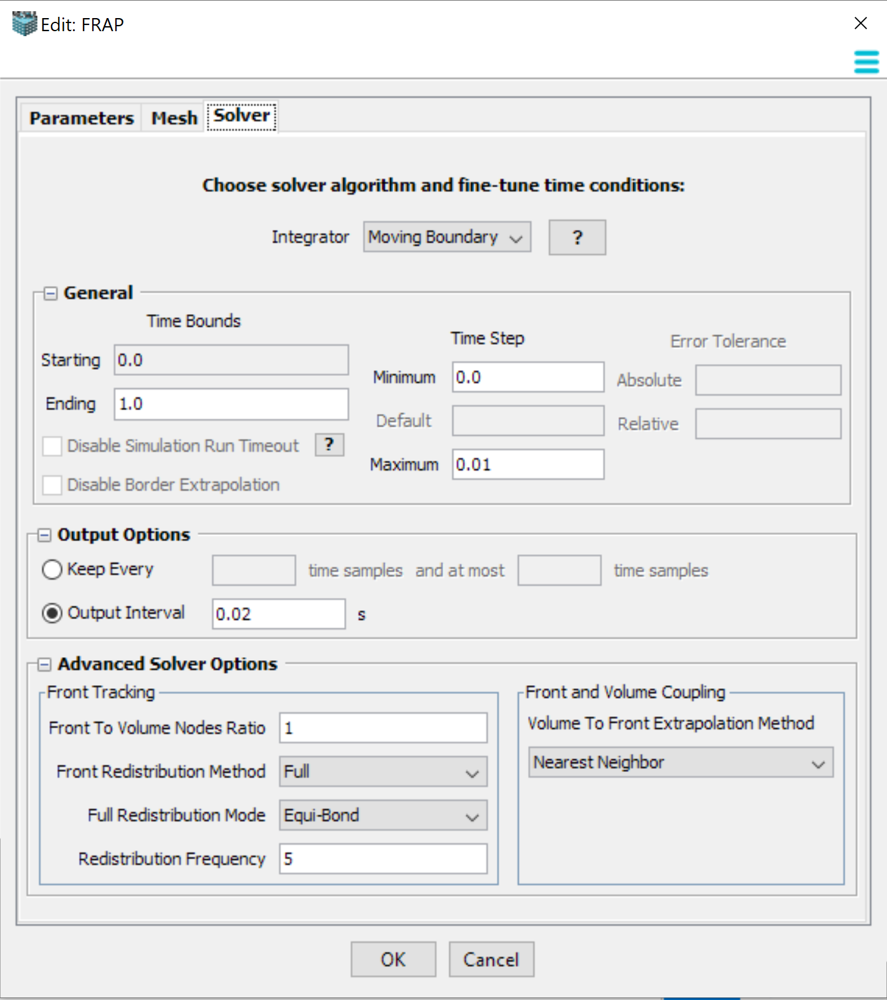 Edit: FRAP
Parameters Mesh Solver
Choose solver algorithm and fine-tune time conditions:
Integrator Moving Boundary ?
General
Time Bounds
Starting 0.0
Ending 1.0
Disable Simulation Run Timeout ?
Disable Border Extrapolation
Time Step
Minimum 0.0
Default
Maximum 0.01
Error Tolerance
Absolute
Relative
Output Options
Keep Every time samples and at most time samples
Output Interval 0.02 s
Advanced Solver Options
Front Tracking
Front To Volume Nodes Ratio 1
Front Redistribution Method Full
Full Redistribution Mode Equi-Bond
Redistribution Frequency 5
Front and Volume Coupling
Volume To Front Extrapolation Method
Nearest Neighbor
OK Cancel